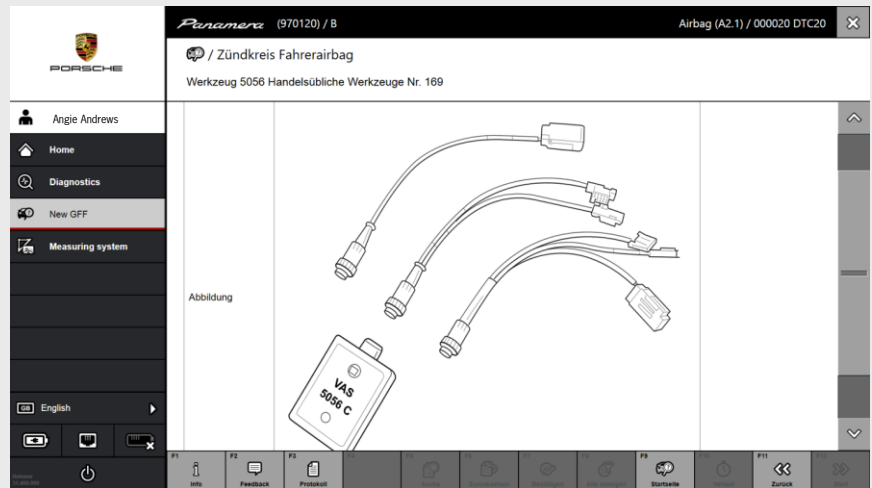 Panamera (970120) / B
Airbag (A2.1) / 000020 DTC20
PORSCHE
/ Zündkreis Fahrerairbag
Werkzeug 5056 Handelsübliche Werkzeuge Nr. 169
Angie Andrews
Home
Diagnostics
New GFF
Measuring system
GB English
Abbildung
VAS
5056 C
F1 Info
F2 Feedback
F3 Protokoll
F9 Startseite
F11 Zurück